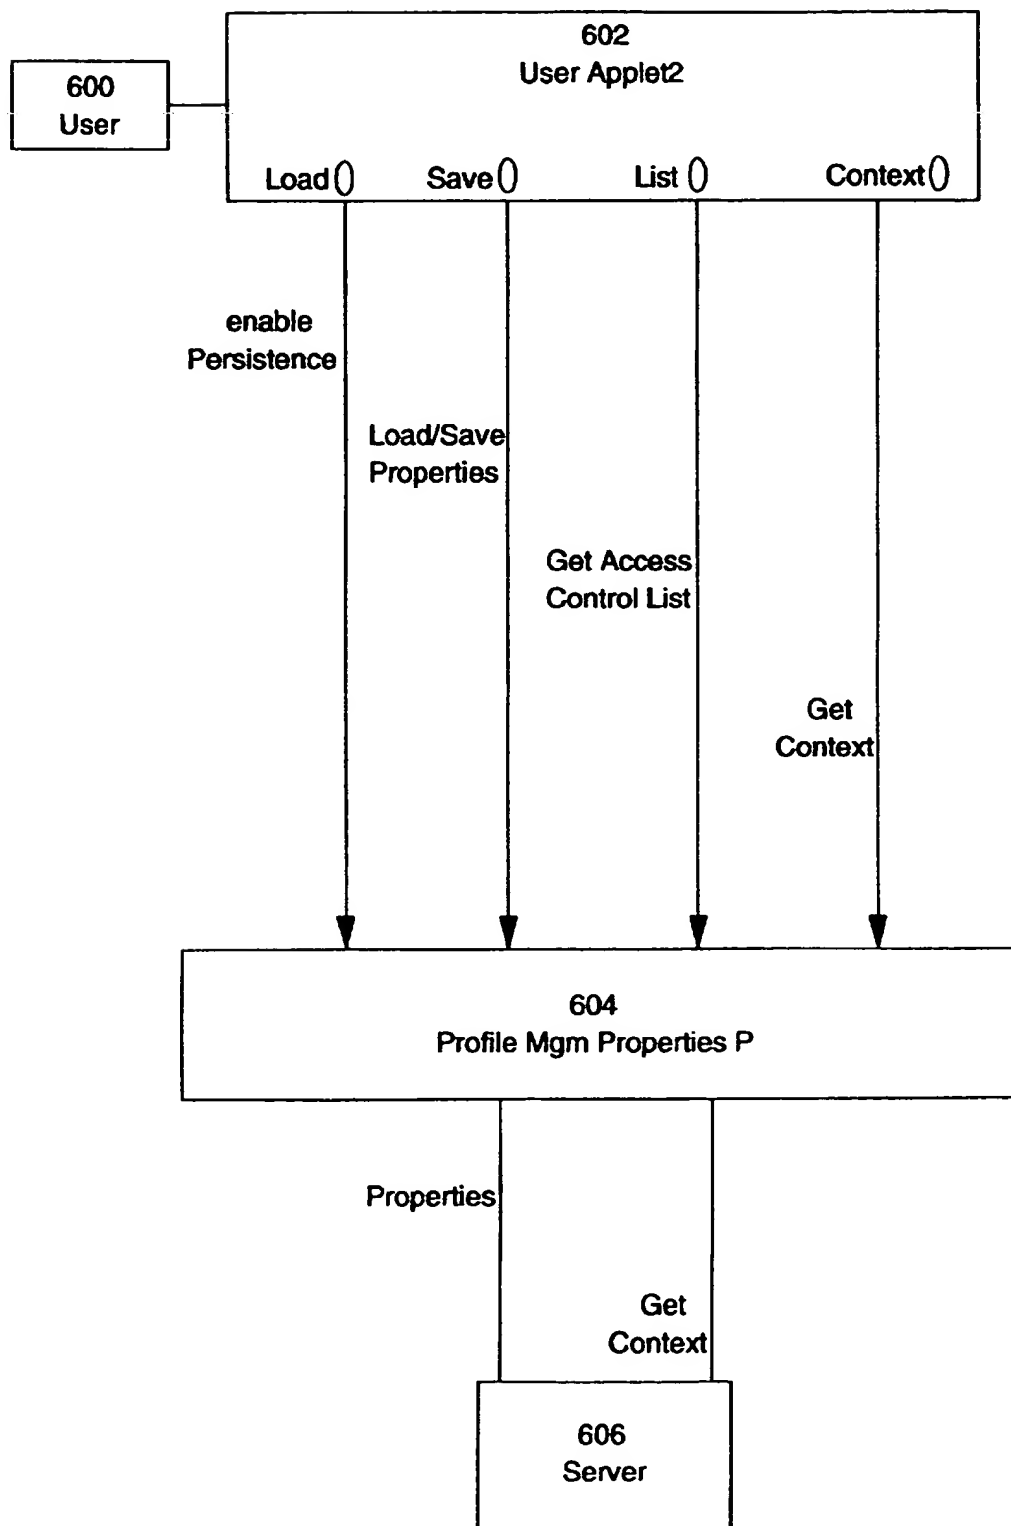 602
User Applet2
600
User
Load()
Save()
List ()
Context()
enable
Persistence
Load/Save
Properties
Get Access
Control List
Get
Context
604
Profile Mgm Properties P
Properties
Get
Context
606
Server